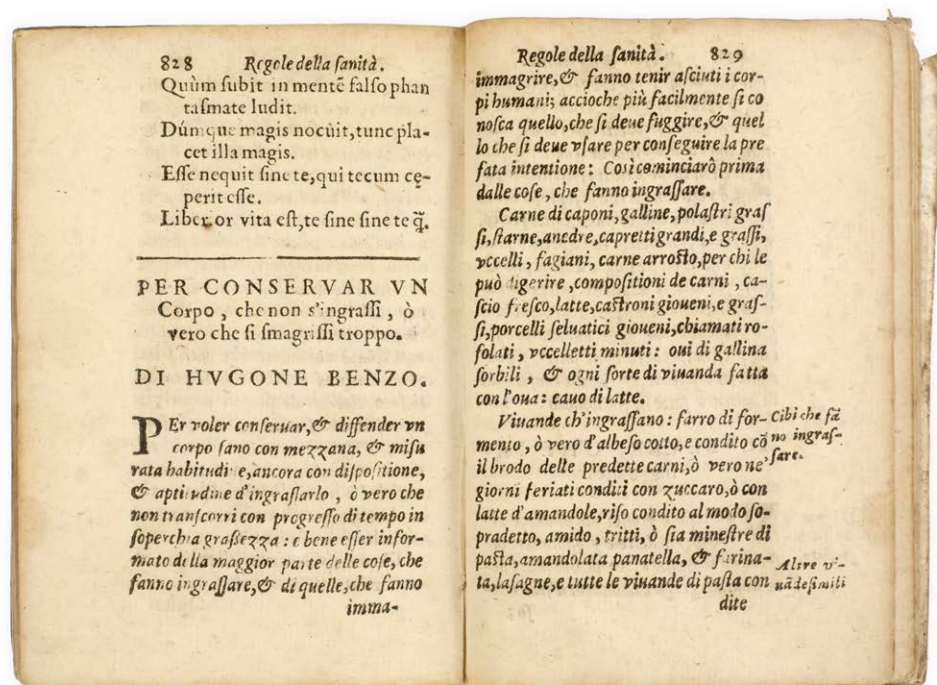 828 Regole della ſanità.
Quùm ſubit in mentẽ falſo phan
taſmate ludit.
Dúmque magis nocùit, tunc pla-
cet illa magis.
Eſſe nequit ſine te, qui tecum cę-
perit eſſe.
Liber, or vita eſt, te ſine ſine te q̃.
PER CONSERVAR VN
Corpo, che non s'ingraſſi, ò
vero che ſi ſmagriſſi troppo.
DI HVGONE BENZO.
PEr voler conſeruar, & diffender vn
corpo ſano con mezzana, & miſu
rata habitudine, ancora con diſpoſitione,
& aptitudine d'ingraſſarlo, ò vero che
non tranſcorri con progreſſo di tempo in
ſoperchia graßezza: è bene eſſer infor-
mato della maggior parte delle coſe, che
fanno ingraſſare, & di quelle, che fanno
imma-
Regole della ſanità. 829
immagrire, & fanno tenir aſciuti i cor-
pi humani; accioche più facilmente ſi co
noſca quello, che ſi deue fuggire, & quel
lo che ſi deue vſare per conſeguire la pre
fata intentione: Così cominciarò prima
dalle coſe, che fanno ingraſſare.
Carne di caponi, galline, polaſtri graſ
ſi, ſtarne, anedre, capretti grandi, e graſſi,
vccelli, fagiani, carne arroſto, per chi le
può digerire, compoſitioni de carni, ca-
ſcio freſco, latte, caſtroni gioueni, e graſ-
ſi, porcelli ſeluatici gioueni, chiamati ro-
ſolati, vccelletti minuti: oui di gallina
ſorbili, & ogni ſorte di viuanda fatta
con l'oua: cauo di latte.
Viuande ch'ingraſſano: farro di for-
mento, ò vero d'albeſo cotto, e condito cõ
il brodo delle predette carni, ò vero ne'
giorni feriati conditi con zuccaro, ò con
latte d'amandole, riſo condito al modo ſo-
pradetto, amido, tritti, ò ſia mineſtre di
paſta, amandolata panatella, & farina-
ta, laſagne, e tutte le viuande di paſta con
dite
Cibi che fã
no ingraſ-
ſare.
Altre vi-
uãde ſimili